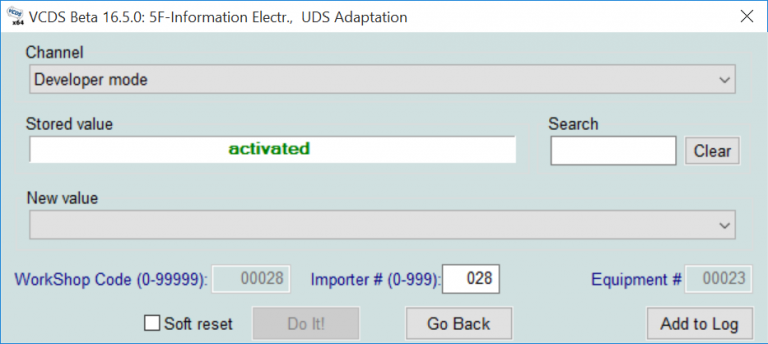 VCDS x64 VCDS Beta 16.5.0: 5F-Information Electr.,  UDS Adaptation
Channel
Developer mode
Stored value Search
activated Clear
New value
WorkShop Code (0-99999): 00028 Importer # (0-999): 028 Equipment # 00023
Soft reset Do It! Go Back Add to Log